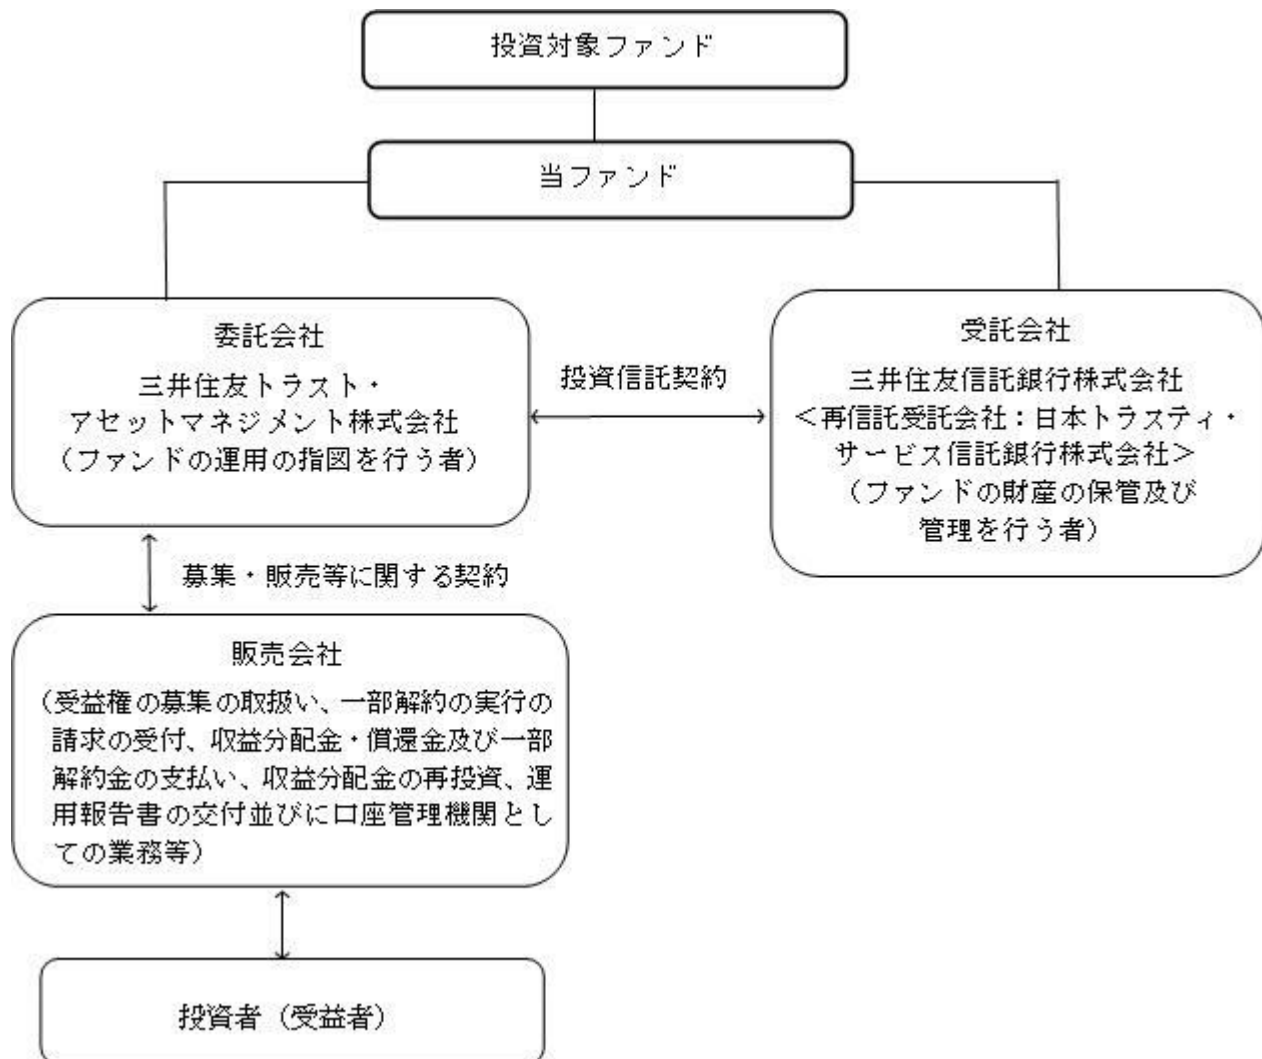 投資対象ファンド
当ファンド
委託会社
三井住友トラスト・
アセットマネジメント株式会社
(ファンドの運用の指図を行う者)
投資信託契約
受託会社
三井住友信託銀行株式会社
<再信託受託会社:日本トラスティ・
サービス信託銀行株式会社>
(ファンドの財産の保管及び
管理を行う者)
募集・販売等に関する契約
販売会社
(受益権の募集の取扱い、一部解約の実行の
請求の受付、収益分配金・償還金及び一部
解約金の支払い、収益分配金の再投資、運
用報告書の交付並びに口座管理機関とし
ての業務等)
投資者(受益者)